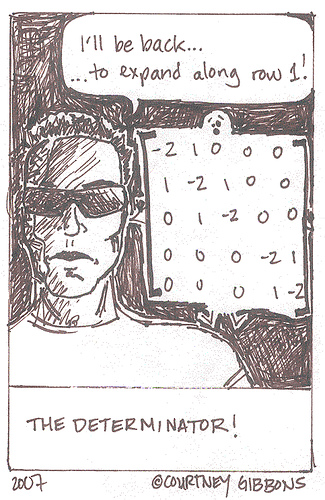 I'll be back...
...to expand along row 1!
-2 1 0 0 0
1 -2 1 0 0
0 1 -2 0 0
0 0 0 -2 1
0 0 0 1 -2
THE DETERMINATOR!
2007 ©COURTNEY GIBBONS